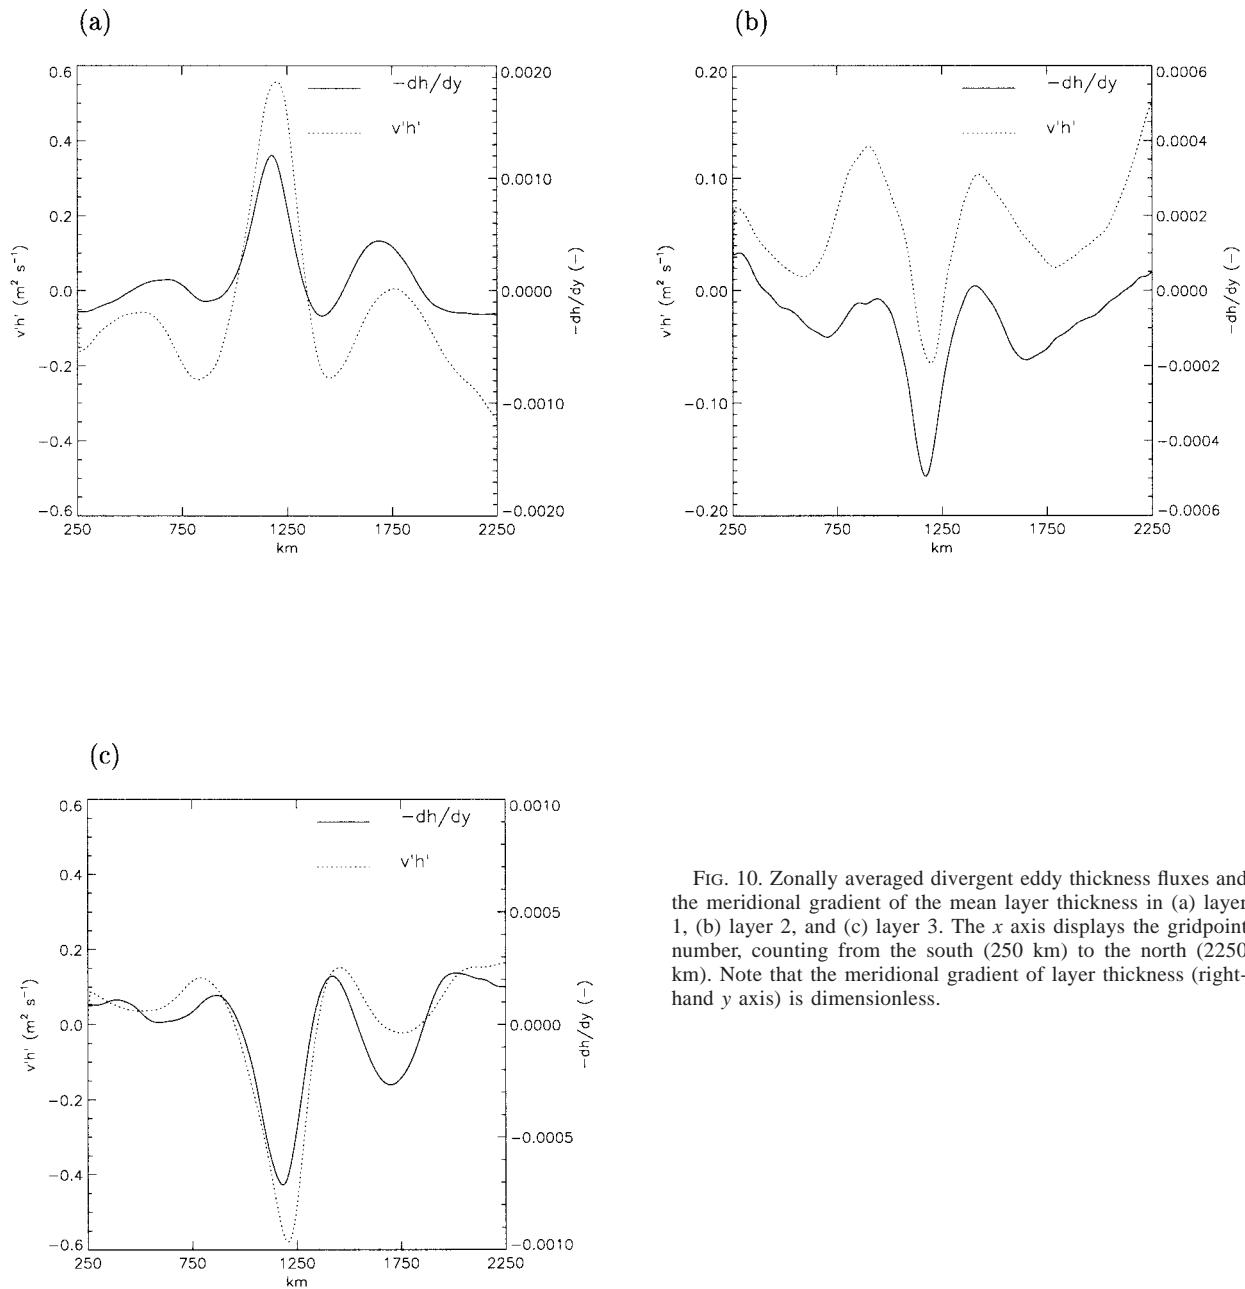 (a)
0.6
0.4
0.2
0.0
−0.2
−0.4
−0.6
v'h' (m² s⁻¹)
0.0020
0.0010
0.0000
−0.0010
−0.0020
−dh/dy (−)
−dh/dy
v'h'
250 750 1250 1750 2250
km
(b)
0.20
0.10
0.00
−0.10
−0.20
v'h' (m² s⁻¹)
0.0006
0.0004
0.0002
0.0000
−0.0002
−0.0004
−0.0006
−dh/dy (−)
−dh/dy
v'h'
250 750 1250 1750 2250
km
(c)
0.6
0.4
0.2
0.0
−0.2
−0.4
−0.6
v'h' (m² s⁻¹)
0.0010
0.0005
0.0000
−0.0005
−0.0010
−dh/dy (−)
−dh/dy
v'h'
250 750 1250 1750 2250
km
FIG. 10. Zonally averaged divergent eddy thickness fluxes and
the meridional gradient of the mean layer thickness in (a) layer
1, (b) layer 2, and (c) layer 3. The x axis displays the gridpoint
number, counting from the south (250 km) to the north (2250
km). Note that the meridional gradient of layer thickness (right-
hand y axis) is dimensionless.